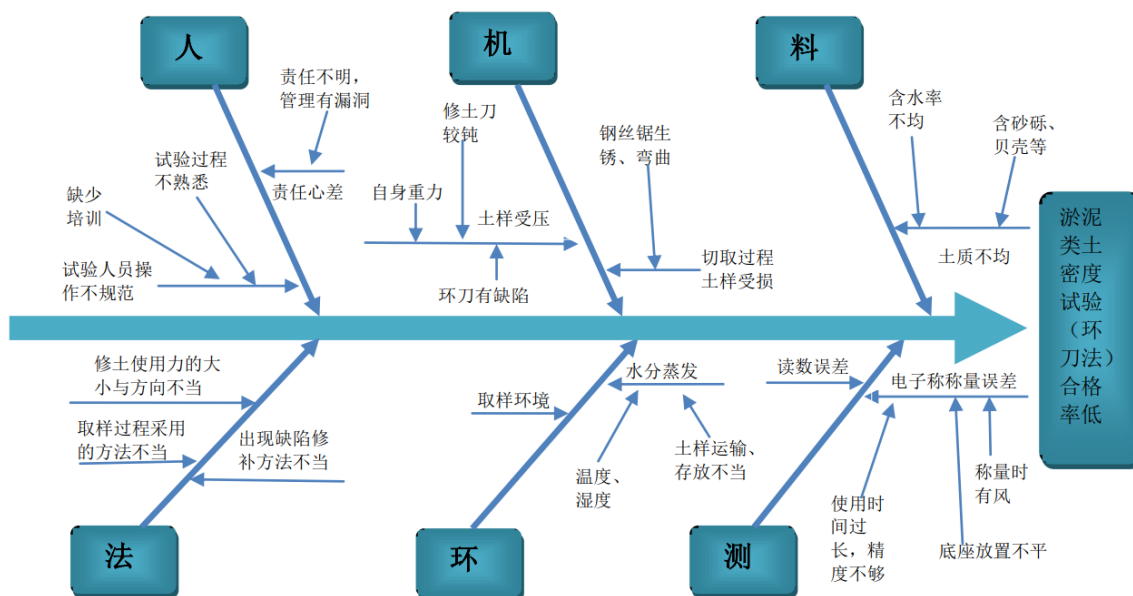 人
机
料
责任不明，
管理有漏洞
修土刀
较钝
钢丝锯生
锈、弯曲
含水率
不均
含砂砾、
贝壳等
试验过程
不熟悉
责任心差
缺少
培训
自身重力
土样受压
试验人员操
作不规范
环刀有缺陷
切取过程
土样受损
土质不均
淤泥
类土
密度
试验
（环
刀法）
合格
率低
修土使用力的大
小与方向不当
取样过程采用
的方法不当
出现缺陷修
补方法不当
取样环境
水分蒸发
温度、
湿度
土样运输、
存放不当
读数误差
电子称称量误差
使用时
间过
长，精
度不够
称量时
有风
底座放置不平
法
环
测